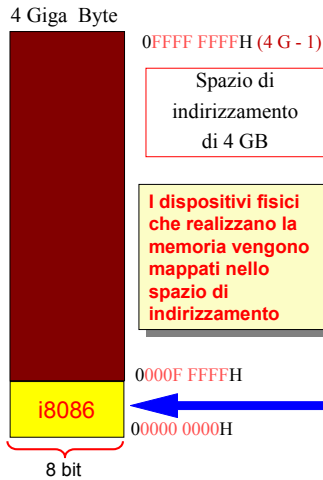 4 Giga Byte
0FFFF FFFFH (4 G - 1)
Spazio di
indirizzamento
di 4 GB
I dispositivi fisici
che realizzano la
memoria vengono
mappati nello
spazio di
indirizzamento
0000F FFFFH
i8086
00000 0000H
8 bit